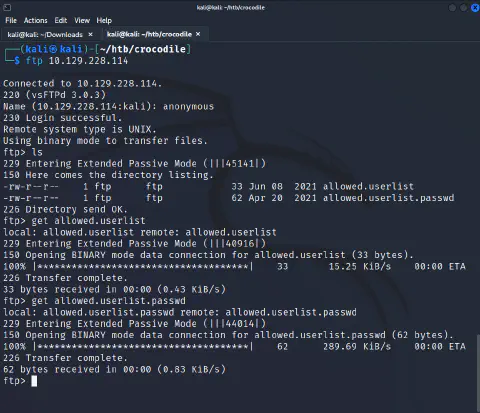 kali@kali: ~/htb/crocodile
File Actions Edit View Help
kali@kali: ~/Downloads × kali@kali: ~/htb/crocodile ×
┌──(kali㉿kali)-[~/htb/crocodile]
└─$ ftp 10.129.228.114
Connected to 10.129.228.114.
220 (vsFTPd 3.0.3)
Name (10.129.228.114:kali): anonymous
230 Login successful.
Remote system type is UNIX.
Using binary mode to transfer files.
ftp> ls
229 Entering Extended Passive Mode (|||45141|)
150 Here comes the directory listing.
-rw-r--r-- 1 ftp ftp 33 Jun 08 2021 allowed.userlist
-rw-r--r-- 1 ftp ftp 62 Apr 20 2021 allowed.userlist.passwd
226 Directory send OK.
ftp> get allowed.userlist
local: allowed.userlist remote: allowed.userlist
229 Entering Extended Passive Mode (|||40916|)
150 Opening BINARY mode data connection for allowed.userlist (33 bytes).
100% |*************************************| 33 15.25 KiB/s 00:00 ETA
226 Transfer complete.
33 bytes received in 00:00 (0.43 KiB/s)
ftp> get allowed.userlist.passwd
local: allowed.userlist.passwd remote: allowed.userlist.passwd
229 Entering Extended Passive Mode (|||44014|)
150 Opening BINARY mode data connection for allowed.userlist.passwd (62 bytes).
100% |*************************************| 62 289.69 KiB/s 00:00 ETA
226 Transfer complete.
62 bytes received in 00:00 (0.83 KiB/s)
ftp>